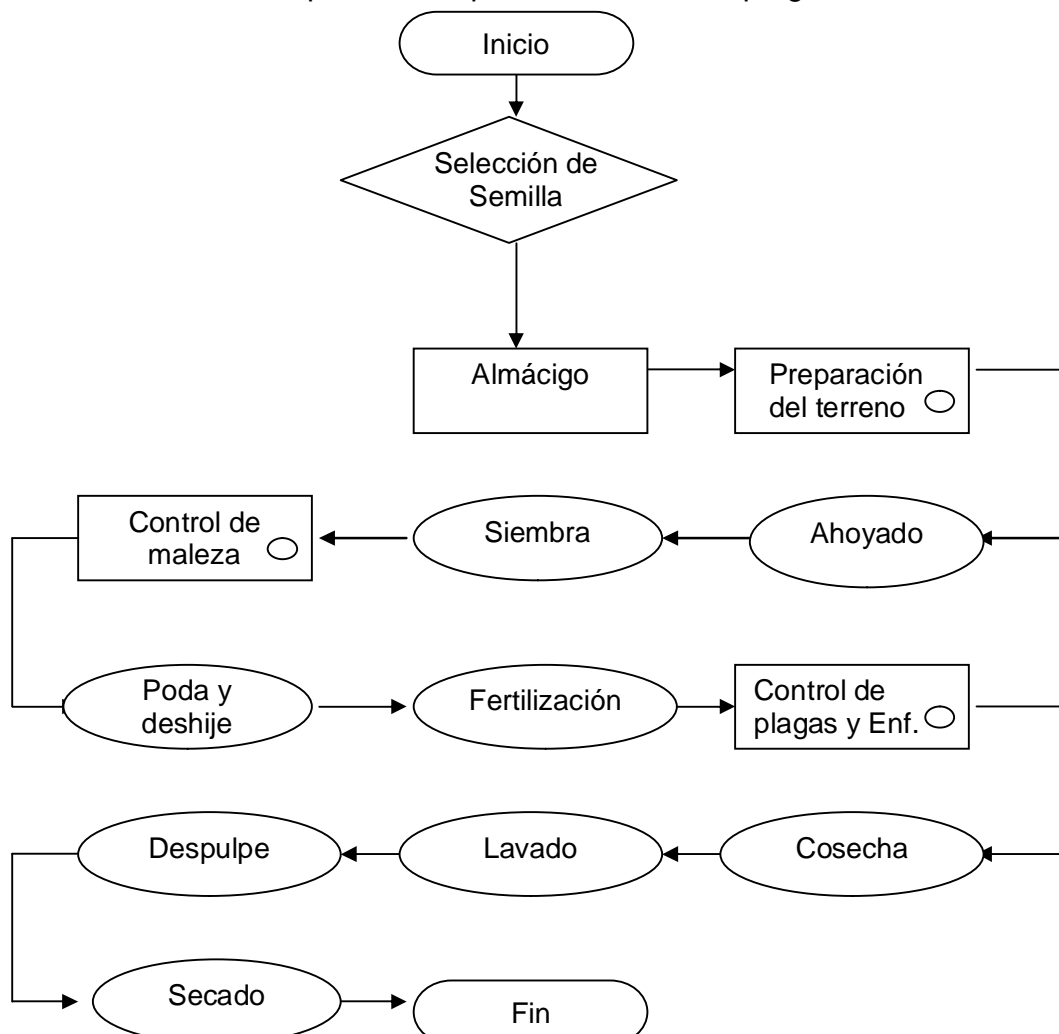 Inicio
Selección de
Semilla
Almácigo
Preparación
del terreno
Ahoyado
Siembra
Control de
maleza
Poda y
deshije
Fertilización
Control de
plagas y Enf.
Cosecha
Lavado
Despulpe
Secado
Fin